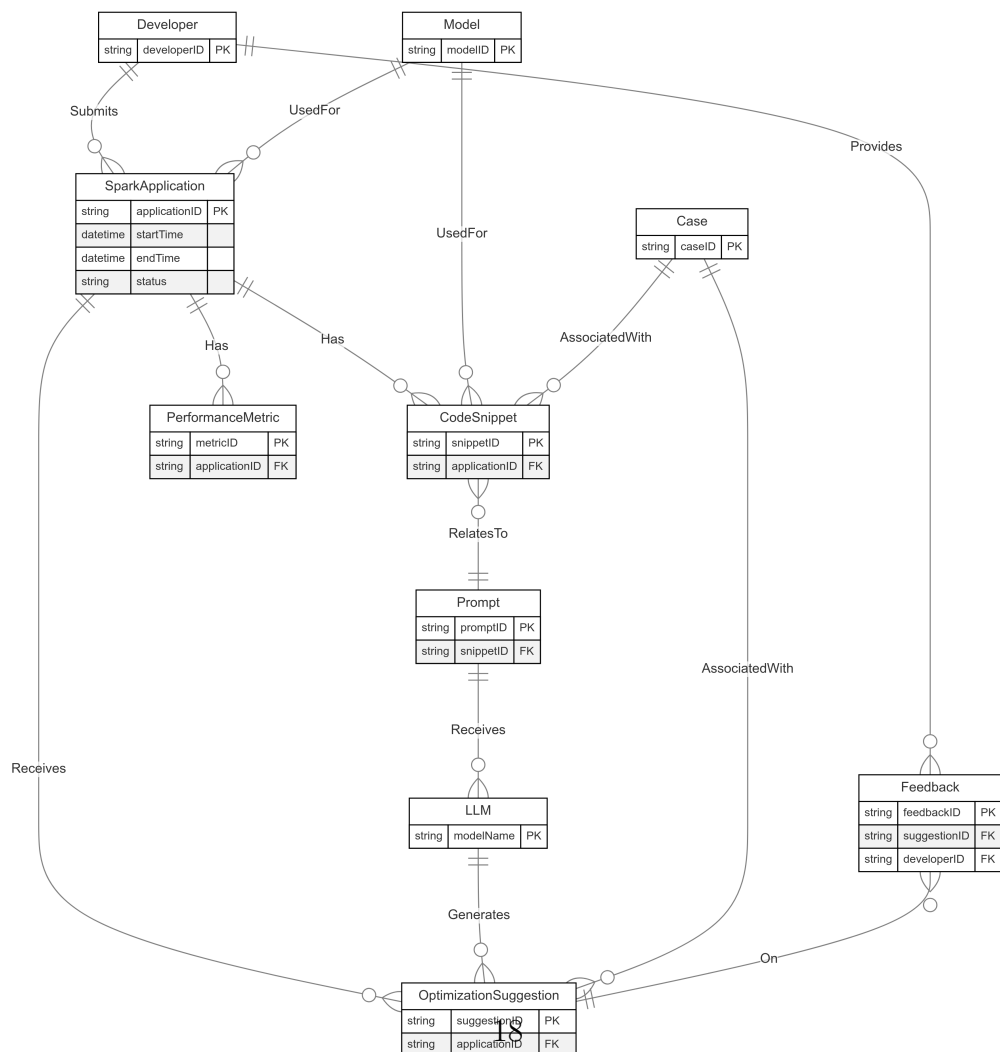 Developer
string developerID PK
Model
string modelID PK
Submits
UsedFor
Provides
SparkApplication
string applicationID PK
datetime startTime
datetime endTime
string status
Case
string caseID PK
UsedFor
Has
Has
AssociatedWith
PerformanceMetric
string metricID PK
string applicationID FK
CodeSnippet
string snippetID PK
string applicationID FK
RelatesTo
Prompt
string promptID PK
string snippetID FK
AssociatedWith
Receives
Receives
LLM
string modelName PK
Feedback
string feedbackID PK
string suggestionID FK
string developerID FK
Generates
On
OptimizationSuggestion
string suggestionID PK
string applicationID FK
18